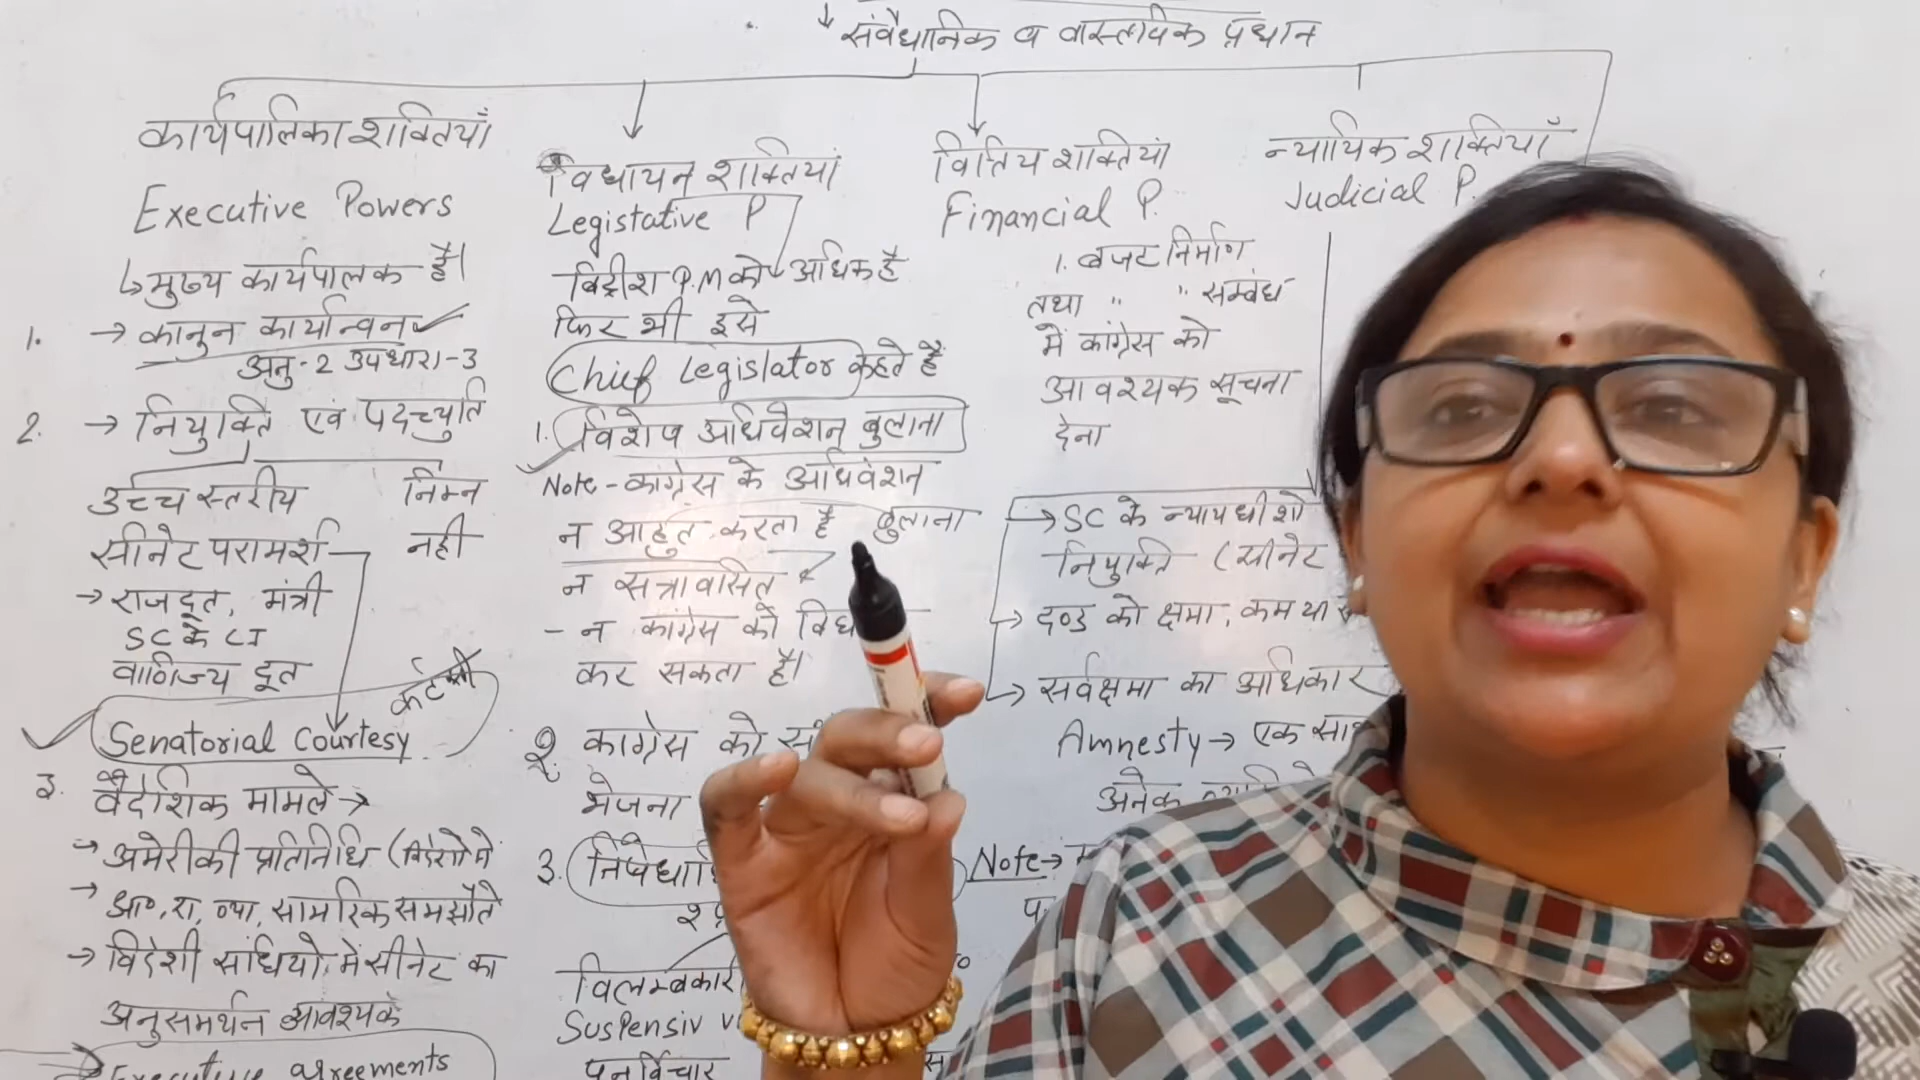 संवैधानिक व वास्तविक प्रधान
कार्यपालिका शक्तियाँ
Executive Powers
↳ मुख्य कार्यपालक है।
1. → कानून कार्यान्वन
अनु-2 उपधारा-3
2. → नियुक्ति एवं पदच्युति
उच्च स्तरीय निम्न
सीनेट परामर्श नहीं
→ राजदूत, मंत्री
SC के CJ
वाणिज्य दूत
Senatorial Courtesy
3. वैदेशिक मामले →
→ अमेरीकी प्रतिनिधि (विदेशों में
→ आ०, रा, व्या, सामरिक समझौते
→ विदेशी संधियो में सीनेट का
अनुसमर्थन आवश्यक
Executive agreements
विधायन शक्तियां
Legistative P
ब्रिटीश P.M को अधिक है
फिर भी इसे
Chief Legislator कहते हैं
1. विशेष अधिवेशन बुलाना
Note - कांग्रेस के अधिवेशन
न आहुत करता है बुलाना
न सत्रावसित
- न कांग्रेस को
कर सकता है।
2. कांग्रेस को
भेजना
3.
विलम्बकारी
Suspensiv
पुनर्विचार
वित्तिय शक्तियां
Financial P.
1. बजट निर्माण
तथा " " सम्बंध
में कांग्रेस को
आवश्यक सूचना
देना
न्यायिक शक्तियाँ
Judicial P.
→ SC के न्यायधीशों
नियुक्ति (सीनेट
→ दण्ड को क्षमा, कम या
→ सर्वक्षमा का अधिकार
Amnesty → एक
अनेक
Note →